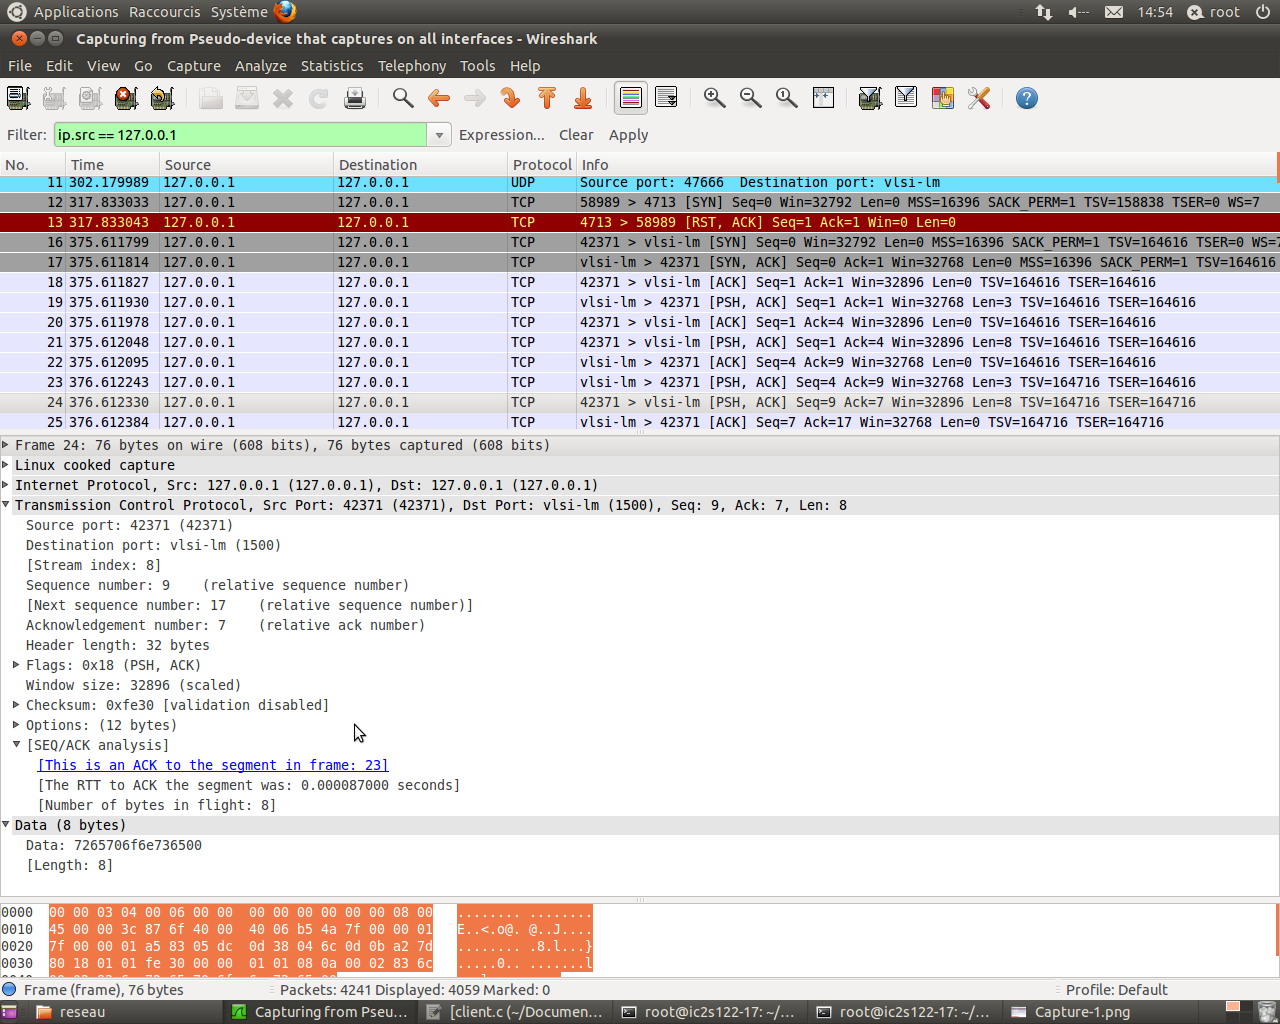 Applications Raccourcis Système 14:54 root
Capturing from Pseudo-device that captures on all interfaces - Wireshark
File Edit View Go Capture Analyze Statistics Telephony Tools Help
Filter: ip.src == 127.0.0.1 Expression... Clear Apply
No. Time Source Destination Protocol Info
11 302.179989 127.0.0.1 127.0.0.1 UDP Source port: 47666 Destination port: vlsi-lm
12 317.833033 127.0.0.1 127.0.0.1 TCP 58989 > 4713 [SYN] Seq=0 Win=32792 Len=0 MSS=16396 SACK_PERM=1 TSV=158838 TSER=0 WS=7
13 317.833043 127.0.0.1 127.0.0.1 TCP 4713 > 58989 [RST, ACK] Seq=1 Ack=1 Win=0 Len=0
16 375.611799 127.0.0.1 127.0.0.1 TCP 42371 > vlsi-lm [SYN] Seq=0 Win=32792 Len=0 MSS=16396 SACK_PERM=1 TSV=164616 TSER=0 WS=7
17 375.611814 127.0.0.1 127.0.0.1 TCP vlsi-lm > 42371 [SYN, ACK] Seq=0 Ack=1 Win=32768 Len=0 MSS=16396 SACK_PERM=1 TSV=164616
18 375.611827 127.0.0.1 127.0.0.1 TCP 42371 > vlsi-lm [ACK] Seq=1 Ack=1 Win=32896 Len=0 TSV=164616 TSER=164616
19 375.611930 127.0.0.1 127.0.0.1 TCP vlsi-lm > 42371 [PSH, ACK] Seq=1 Ack=1 Win=32768 Len=3 TSV=164616 TSER=164616
20 375.611978 127.0.0.1 127.0.0.1 TCP 42371 > vlsi-lm [ACK] Seq=1 Ack=4 Win=32896 Len=0 TSV=164616 TSER=164616
21 375.612048 127.0.0.1 127.0.0.1 TCP 42371 > vlsi-lm [PSH, ACK] Seq=1 Ack=4 Win=32896 Len=8 TSV=164616 TSER=164616
22 375.612095 127.0.0.1 127.0.0.1 TCP vlsi-lm > 42371 [ACK] Seq=4 Ack=9 Win=32768 Len=0 TSV=164616 TSER=164616
23 376.612243 127.0.0.1 127.0.0.1 TCP vlsi-lm > 42371 [PSH, ACK] Seq=4 Ack=9 Win=32768 Len=3 TSV=164716 TSER=164616
24 376.612330 127.0.0.1 127.0.0.1 TCP 42371 > vlsi-lm [PSH, ACK] Seq=9 Ack=7 Win=32896 Len=8 TSV=164716 TSER=164716
25 376.612384 127.0.0.1 127.0.0.1 TCP vlsi-lm > 42371 [ACK] Seq=7 Ack=17 Win=32768 Len=0 TSV=164716 TSER=164716
Frame 24: 76 bytes on wire (608 bits), 76 bytes captured (608 bits)
Linux cooked capture
Internet Protocol, Src: 127.0.0.1 (127.0.0.1), Dst: 127.0.0.1 (127.0.0.1)
Transmission Control Protocol, Src Port: 42371 (42371), Dst Port: vlsi-lm (1500), Seq: 9, Ack: 7, Len: 8
Source port: 42371 (42371)
Destination port: vlsi-lm (1500)
[Stream index: 8]
Sequence number: 9 (relative sequence number)
[Next sequence number: 17 (relative sequence number)]
Acknowledgement number: 7 (relative ack number)
Header length: 32 bytes
Flags: 0x18 (PSH, ACK)
Window size: 32896 (scaled)
Checksum: 0xfe30 [validation disabled]
Options: (12 bytes)
[SEQ/ACK analysis]
[This is an ACK to the segment in frame: 23]
[The RTT to ACK the segment was: 0.000087000 seconds]
[Number of bytes in flight: 8]
Data (8 bytes)
Data: 7265706f6e736500
[Length: 8]
0000 00 00 03 04 00 06 00 00 00 00 00 00 00 00 08 00 ........ ........
0010 45 00 00 3c 87 6f 40 00 40 06 b5 4a 7f 00 00 01 E..<.o@. @..J....
0020 7f 00 00 01 a5 83 05 dc 0d 38 04 6c 0d 0b a2 7d ........ .8.l...}
0030 80 18 01 01 fe 30 00 00 01 01 08 0a 00 02 83 6c .....0.. .......l
Frame (frame), 76 bytes Packets: 4241 Displayed: 4059 Marked: 0 Profile: Default
reseau Capturing from Pseu... [client.c (~/Documen... root@ic2s122-17: ~/... root@ic2s122-17: ~/... Capture-1.png